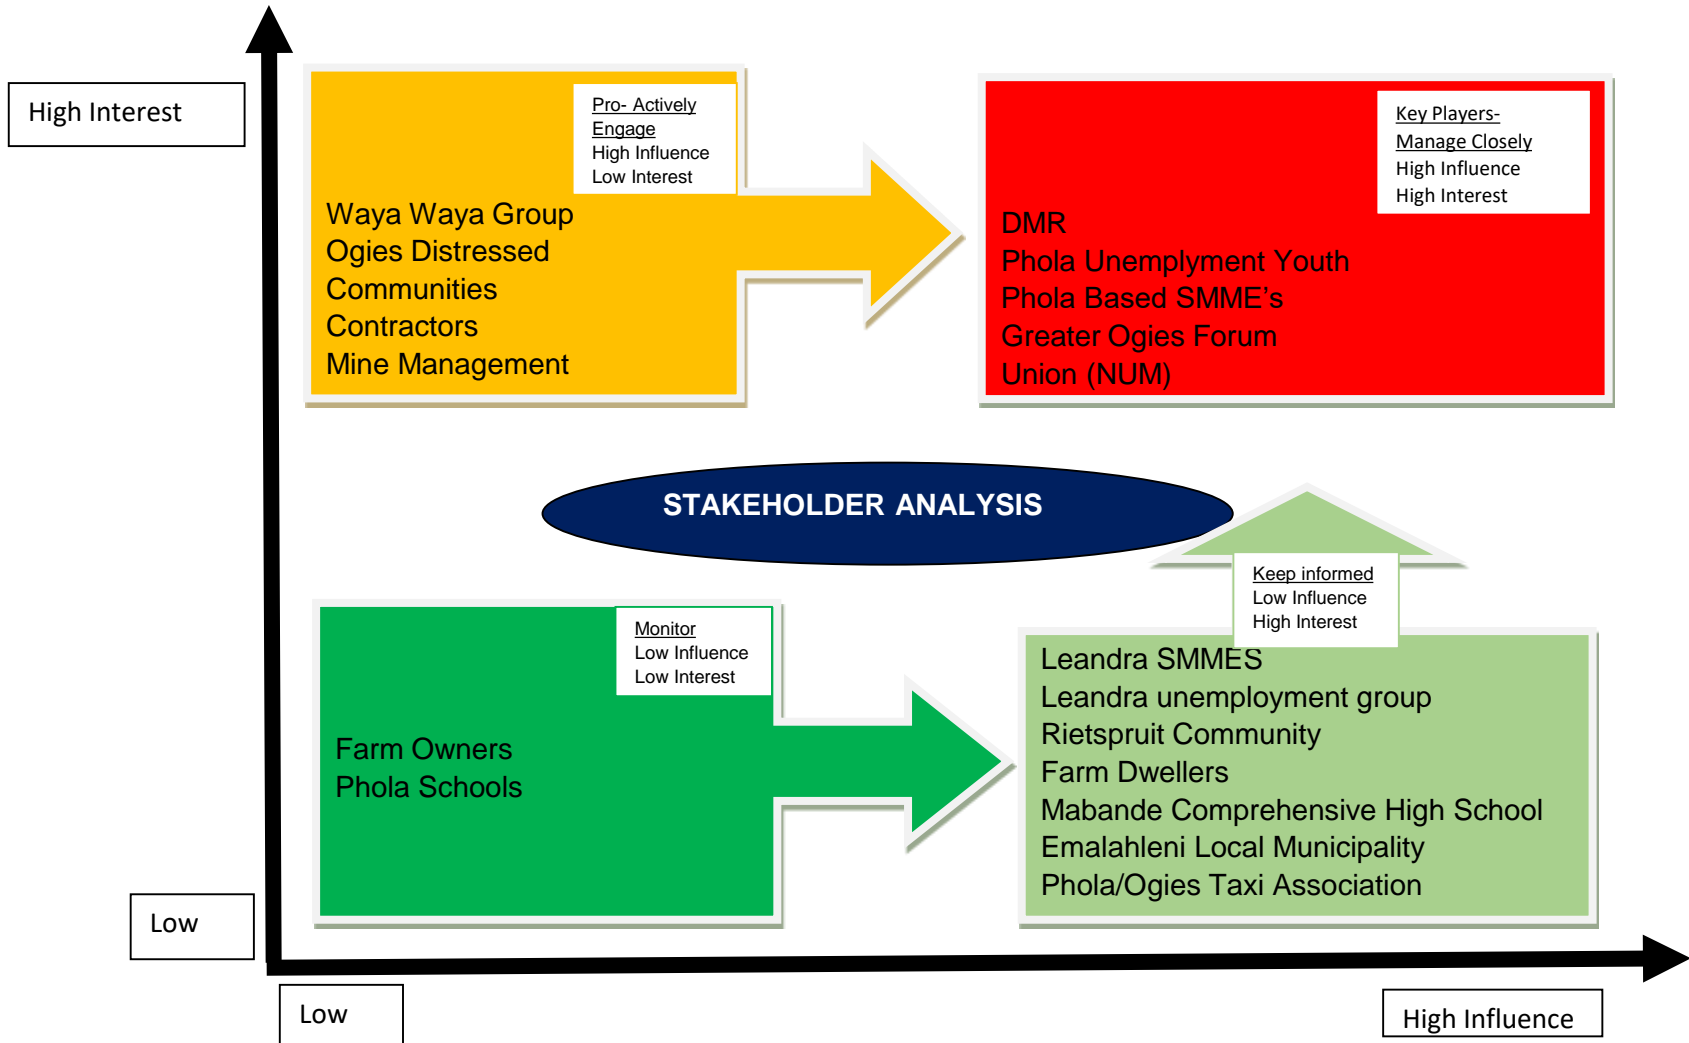 High Interest
Pro- Actively
Engage
High Influence
Low Interest
Waya Waya Group
Ogies Distressed
Communities
Contractors
Mine Management
Key Players-
Manage Closely
High Influence
High Interest
DMR
Phola Unemplyment Youth
Phola Based SMME’s
Greater Ogies Forum
Union (NUM)
STAKEHOLDER ANALYSIS
Monitor
Low Influence
Low Interest
Farm Owners
Phola Schools
Keep informed
Low Influence
High Interest
Leandra SMMES
Leandra unemployment group
Rietspruit Community
Farm Dwellers
Mabande Comprehensive High School
Emalahleni Local Municipality
Phola/Ogies Taxi Association
Low
Low
High Influence